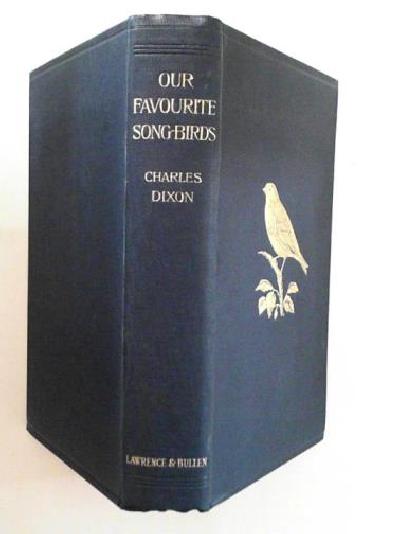 OUR
FAVOURITE
SONG-BIRDS
CHARLES
DIXON
LAWRENCE & BULLEN